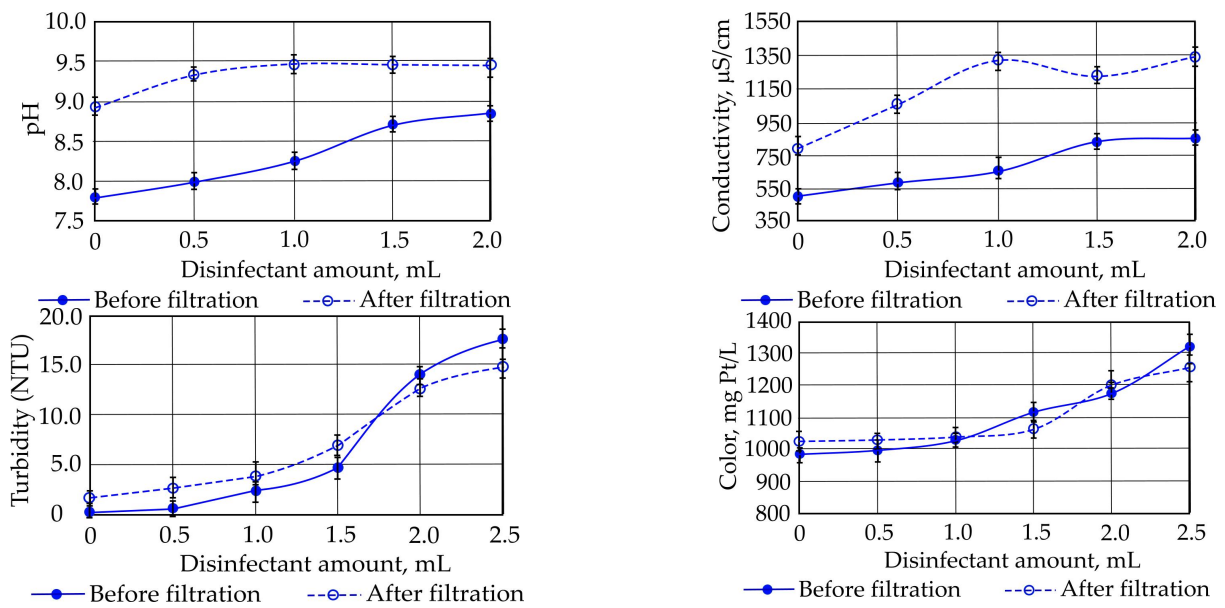 pH
10.0
9.5
9.0
8.5
8.0
7.5
0 0.5 1.0 1.5 2.0
Disinfectant amount, mL
Before filtration After filtration
Conductivity, µS/cm
1550
1350
1150
950
750
550
350
0 0.5 1.0 1.5 2.0
Disinfectant amount, mL
Before filtration After filtration
Turbidity (NTU)
20.0
15.0
10.0
5.0
0
0 0.5 1.0 1.5 2.0 2.5
Disinfectant amount, mL
Before filtration After filtration
Color, mg Pt/L
1400
1300
1200
1100
1000
900
800
0 0.5 1.0 1.5 2.0 2.5
Disinfectant amount, mL
Before filtration After filtration